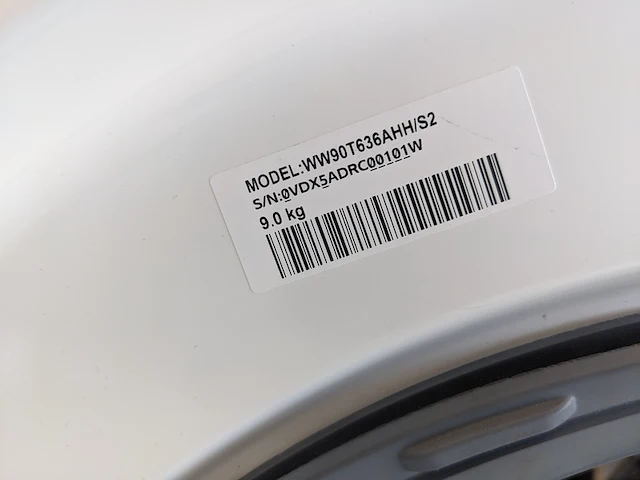 MODEL:WW90T636AHH/S2
S/N:0VDX5ADRC00101W
9.0 kg